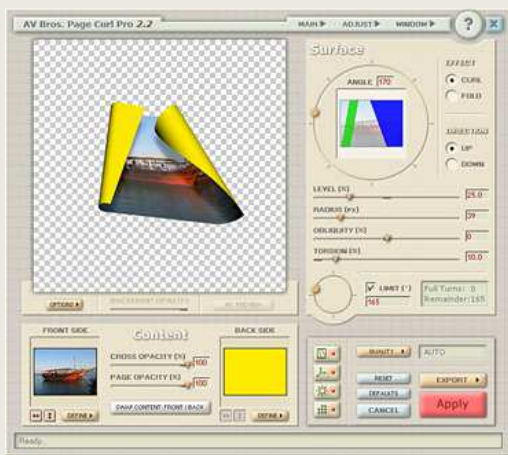 AV Bros. Page Curl Pro 2.2
MAIN
ADJUST
WINDOW
?
X
Surface
EFFECT
ANGLE 170
CURL
FOLD
DIRECTION
UP
DOWN
LEVEL (%) 25.0
RADIUS (PX) 39
OBLIQUITY (%) 0
TORSION (%) 10.0
LIMIT (°)
165
Full Turns: 0
Remainder: 165
OPTIONS
BACKGROUND OPACITY
FRONT SIDE
Content
BACK SIDE
CROSS OPACITY (%) 100
PAGE OPACITY (%) 100
SWAP CONTENT: FRONT | BACK
DEFINE
DEFINE
QUALITY
AUTO
RESET
DEFAULTS
CANCEL
EXPORT
Apply
Ready...